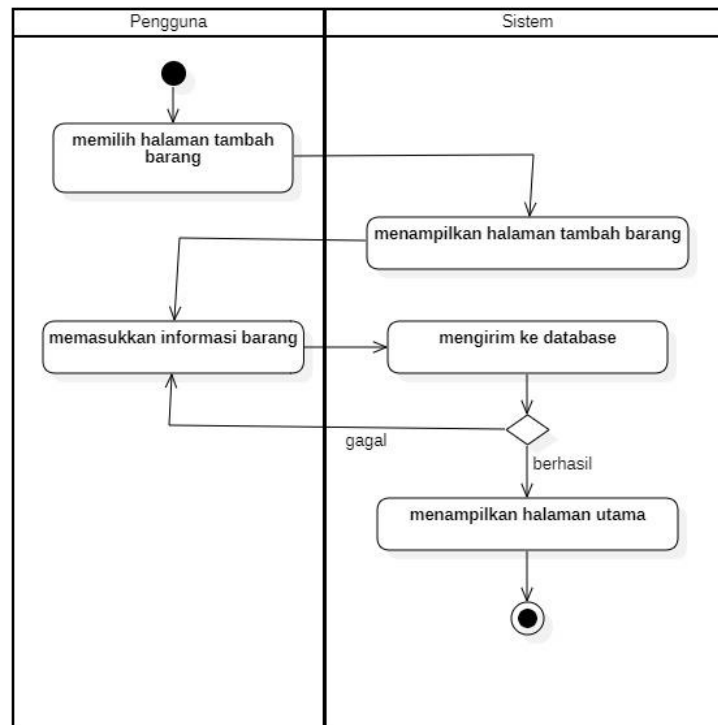 Pengguna
Sistem
memilih halaman tambah
barang
menampilkan halaman tambah barang
memasukkan informasi barang
mengirim ke database
gagal
berhasil
menampilkan halaman utama